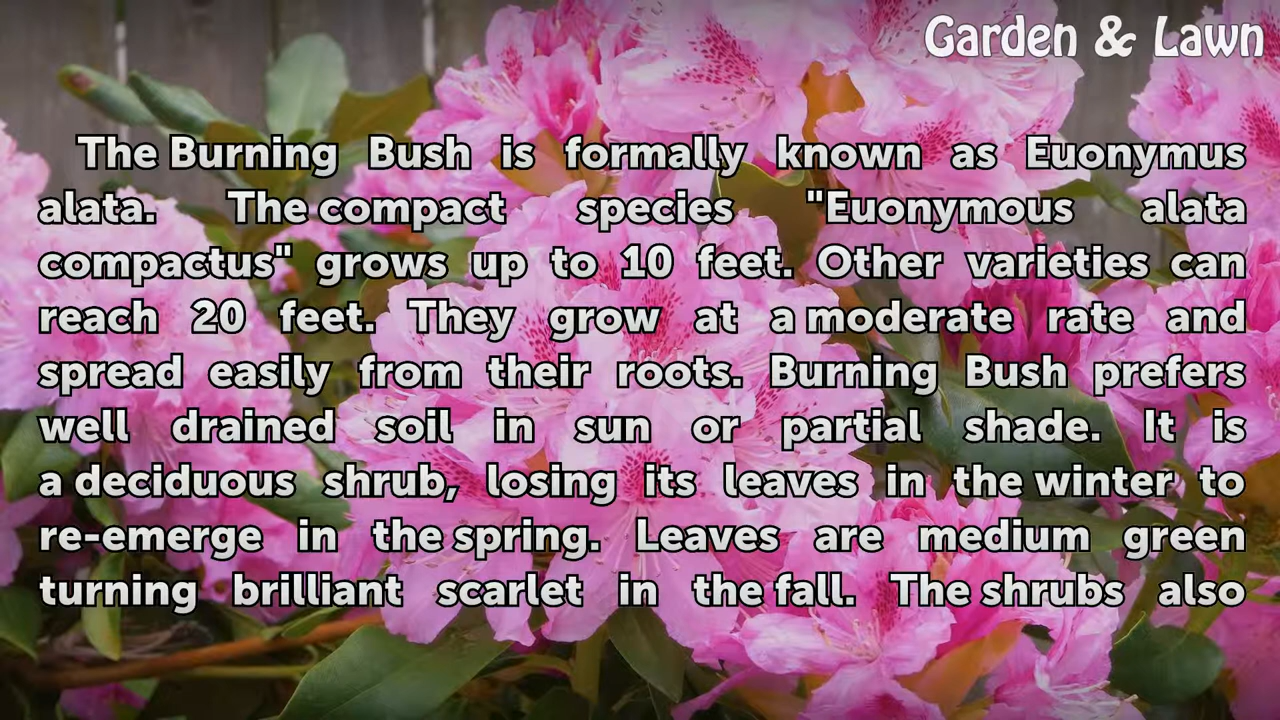 Garden & Lawn
The Burning Bush is formally known as Euonymus
alata. The compact species "Euonymous alata
compactus" grows up to 10 feet. Other varieties can
reach 20 feet. They grow at a moderate rate and
spread easily from their roots. Burning Bush prefers
well drained soil in sun or partial shade. It is
a deciduous shrub, losing its leaves in the winter to
re-emerge in the spring. Leaves are medium green
turning brilliant scarlet in the fall. The shrubs also